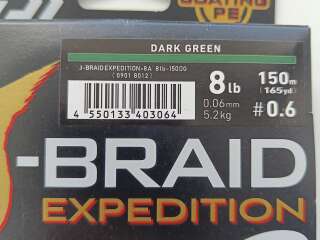 COATING
PE
DARK GREEN
J-BRAID EXPEDITION-8A 8lb-150DG
(0901 8012)
8lb
150m
(165yd)
0.06mm
5.2kg
#0.6
4 550133 403064
-BRAID
EXPEDITION